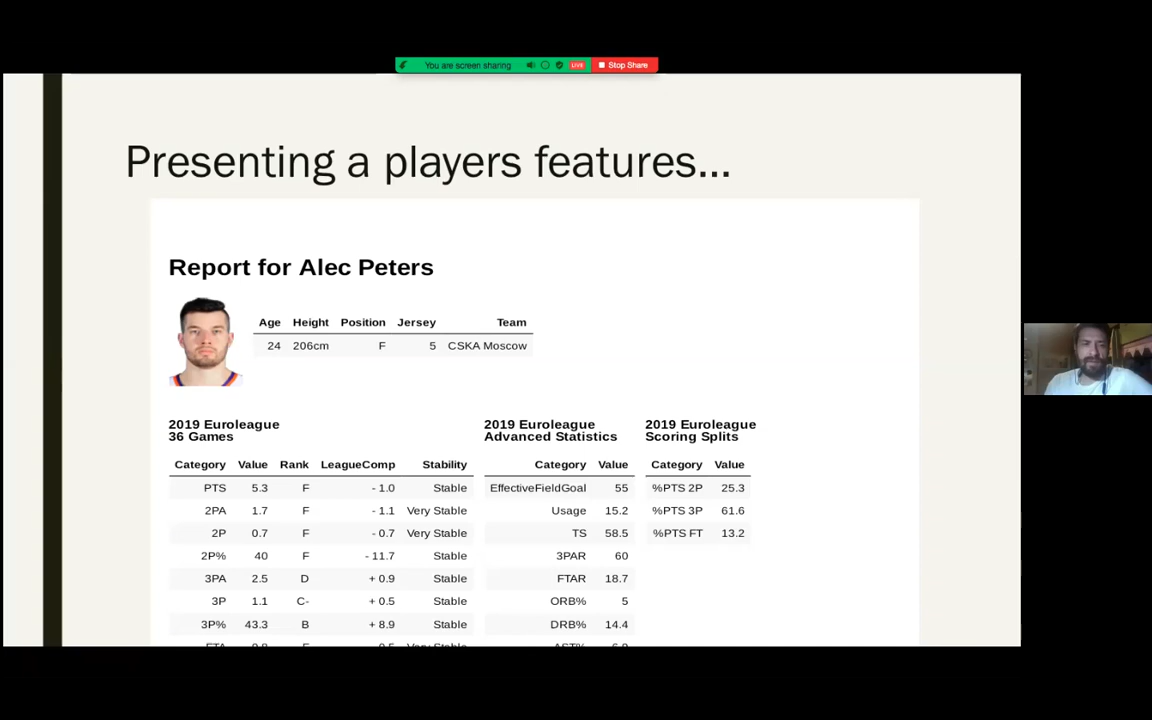 You are screen sharing LIVE Stop Share
Presenting a players features...
Report for Alec Peters
Age Height Position Jersey Team
24 206cm F 5 CSKA Moscow
2019 Euroleague
36 Games
Category Value Rank LeagueComp Stability
PTS 5.3 F - 1.0 Stable
2PA 1.7 F - 1.1 Very Stable
2P 0.7 F - 0.7 Very Stable
2P% 40 F - 11.7 Stable
3PA 2.5 D + 0.9 Stable
3P 1.1 C- + 0.5 Stable
3P% 43.3 B + 8.9 Stable
2019 Euroleague
Advanced Statistics
Category Value
EffectiveFieldGoal 55
Usage 15.2
TS 58.5
3PAR 60
FTAR 18.7
ORB% 5
DRB% 14.4
2019 Euroleague
Scoring Splits
Category Value
%PTS 2P 25.3
%PTS 3P 61.6
%PTS FT 13.2